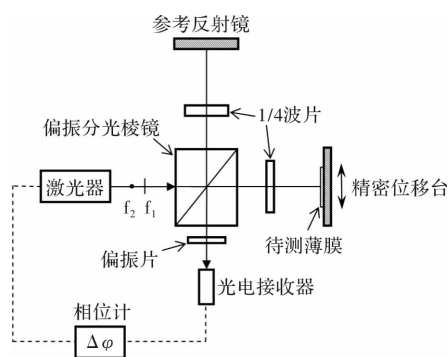 参考反射镜
1/4波片
偏振分光棱镜
激光器
f₂ f₁
精密位移台
待测薄膜
偏振片
光电接收器
相位计
Δφ